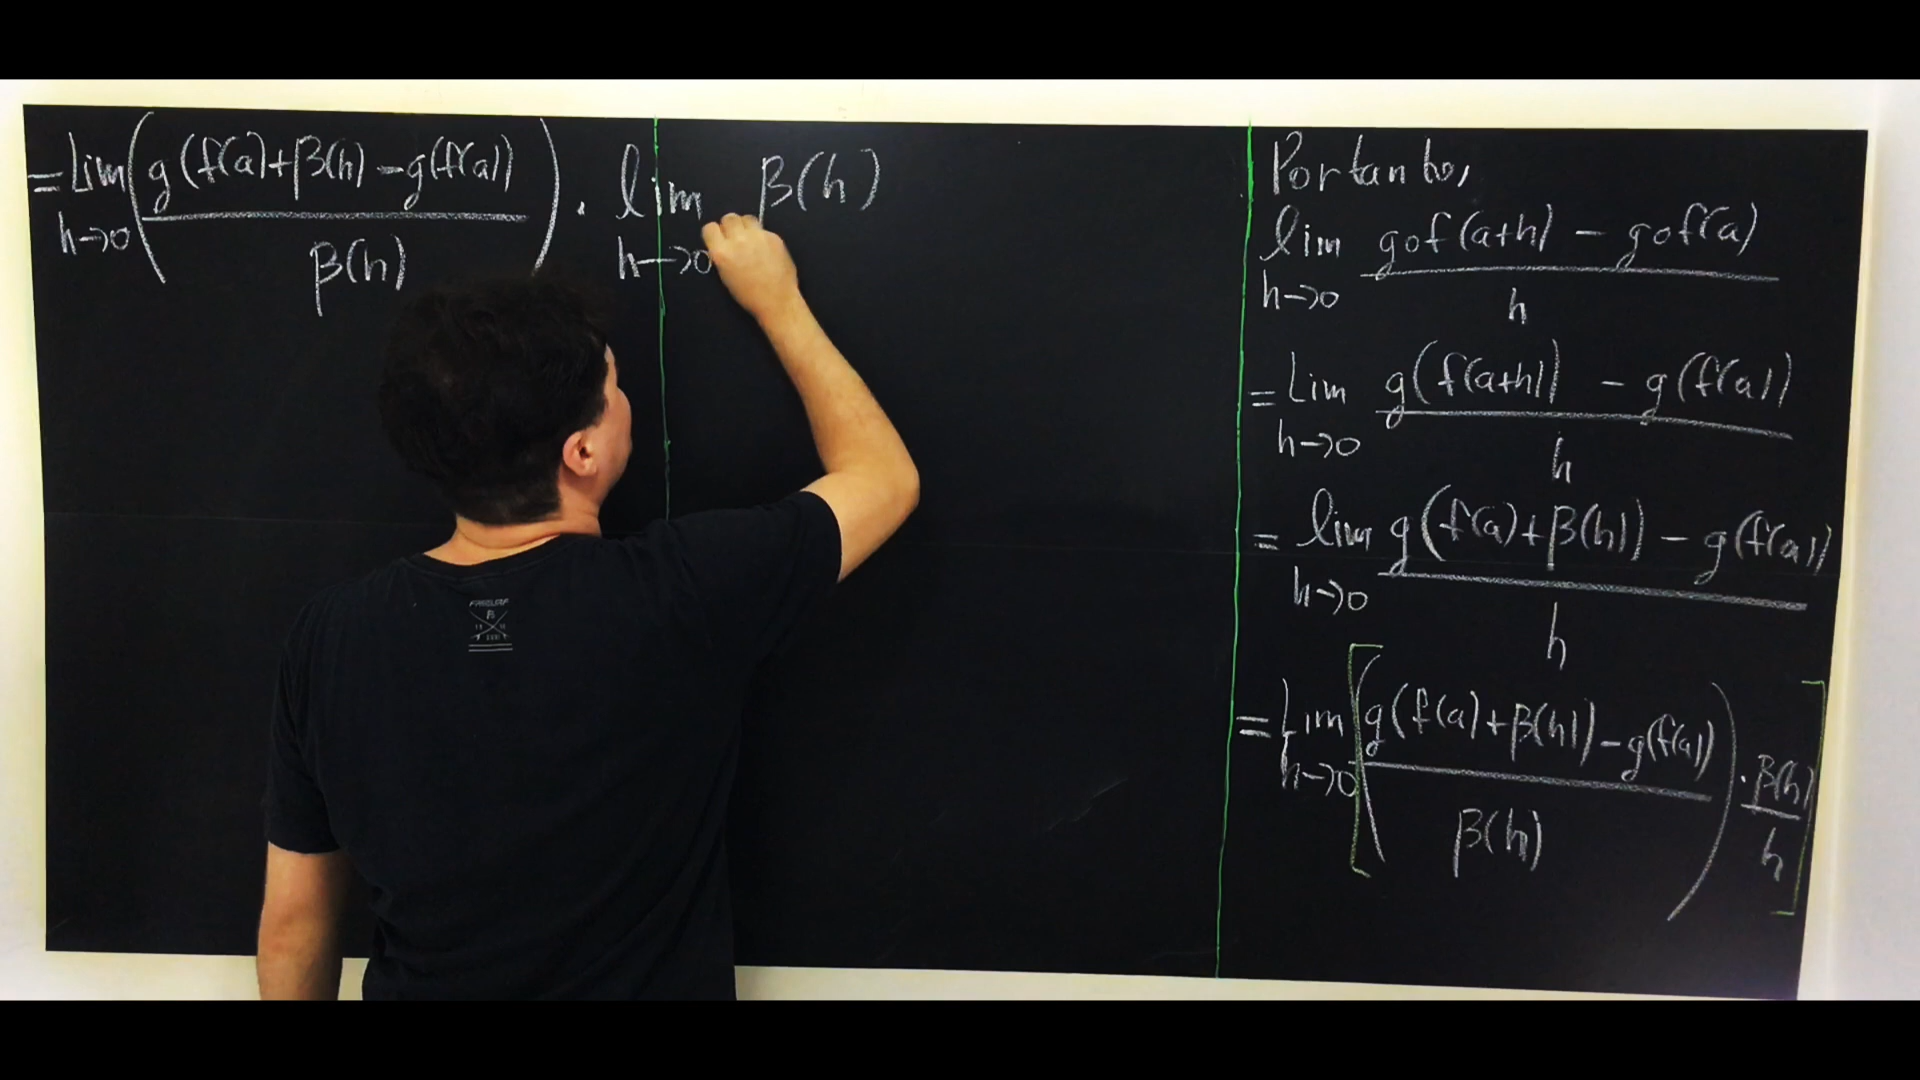 = Lim h→0 ( g(f(a)+β(h) - g(f(a)) / β(h) ) . lim h→0 β(h)
Portanto,
lim h→0 gof(a+h) - gof(a) / h
= Lim h→0 g(f(a+h)) - g(f(a)) / h
= lim h→0 g(f(a)+β(h)) - g(f(a)) / h
= Lim h→0 [ ( g(f(a)+β(h)) - g(f(a)) / β(h) ) . β(h) / h ]